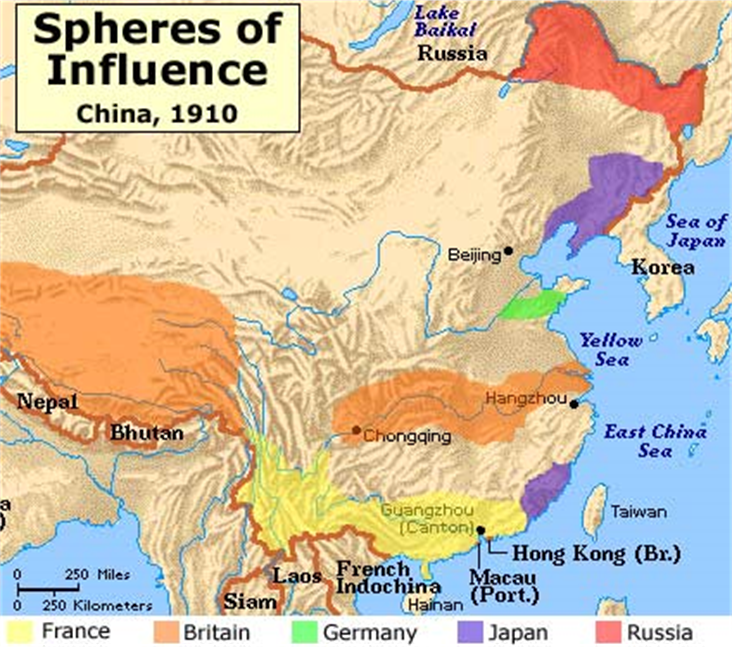 Spheres of
Influence
China, 1910
Lake
Baikal
Russia
Sea of
Japan
Beijing
Korea
Yellow
Sea
Nepal
Hangzhou
Bhutan
Chongqing
East China
Sea
a
)
Guangzhou
(Canton)
Taiwan
Hong Kong (Br.)
0 250 Miles
0 250 Kilometers
Laos
French
Indochina
Macau
(Port.)
Siam
Hainan
France
Britain
Germany
Japan
Russia